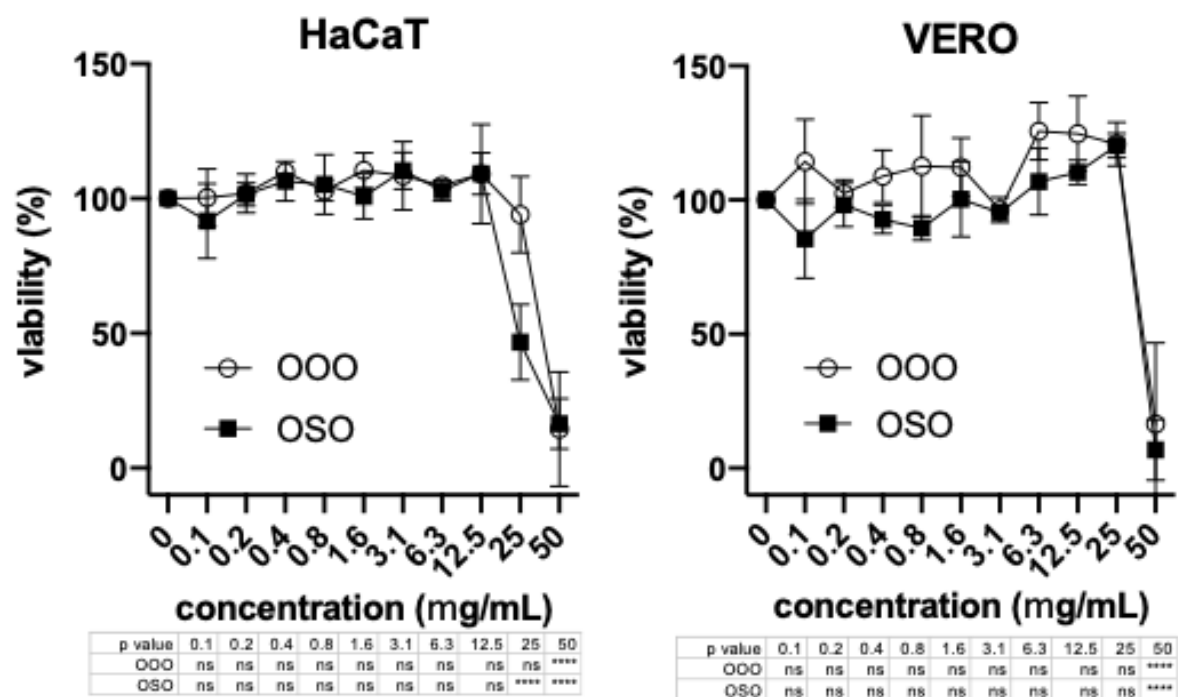 HaCaT
150
100
50
0
viability (%)
OOO
OSO
0 0.1 0.2 0.4 0.8 1.6 3.1 6.3 12.5 25 50
concentration (mg/mL)
p value 0.1 0.2 0.4 0.8 1.6 3.1 6.3 12.5 25 50
OOO ns ns ns ns ns ns ns ns ns ****
OSO ns ns ns ns ns ns ns ns **** ****
VERO
150
100
50
0
viability (%)
OOO
OSO
0 0.1 0.2 0.4 0.8 1.6 3.1 6.3 12.5 25 50
concentration (mg/mL)
p value 0.1 0.2 0.4 0.8 1.6 3.1 6.3 12.5 25 50
OOO ns ns ns ns ns ns ns ns ns ****
OSO ns ns ns ns ns ns ns ns ns ****